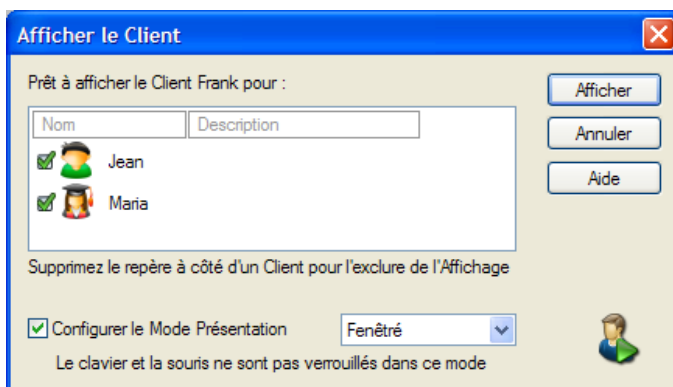 Afficher le Client
Prêt à afficher le Client Frank pour :
Afficher
Nom Description
Annuler
Jean
Aide
Maria
Supprimez le repère à côté d'un Client pour l'exclure de l'Affichage
Configurer le Mode Présentation Fenêtré
Le clavier et la souris ne sont pas verrouillés dans ce mode